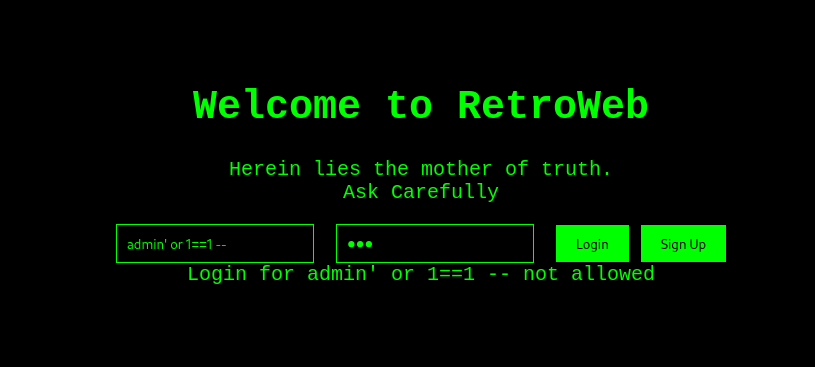 Welcome to RetroWeb
Herein lies the mother of truth.
Ask Carefully
admin' or 1==1 --
●●●
Login
Sign Up
Login for admin' or 1==1 -- not allowed